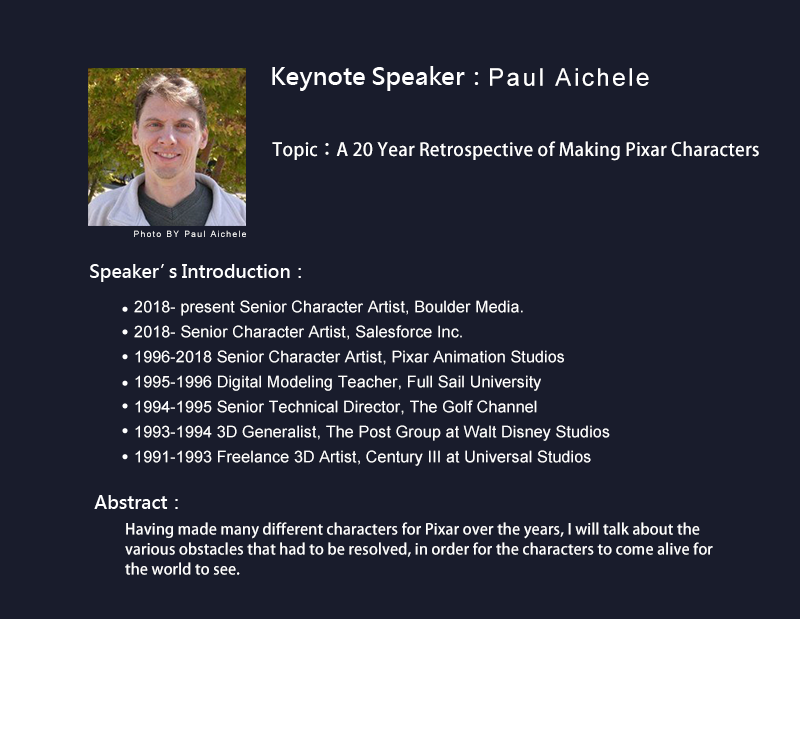 Keynote Speaker：Paul Aichele
Topic：A 20 Year Retrospective of Making Pixar Characters
Photo BY Paul Aichele
Speaker′s Introduction：
• 2018- present Senior Character Artist, Boulder Media.
• 2018- Senior Character Artist, Salesforce Inc.
• 1996-2018 Senior Character Artist, Pixar Animation Studios
• 1995-1996 Digital Modeling Teacher, Full Sail University
• 1994-1995 Senior Technical Director, The Golf Channel
• 1993-1994 3D Generalist, The Post Group at Walt Disney Studios
• 1991-1993 Freelance 3D Artist, Century III at Universal Studios
Abstract：
Having made many different characters for Pixar over the years, I will talk about the
various obstacles that had to be resolved, in order for the characters to come alive for
the world to see.